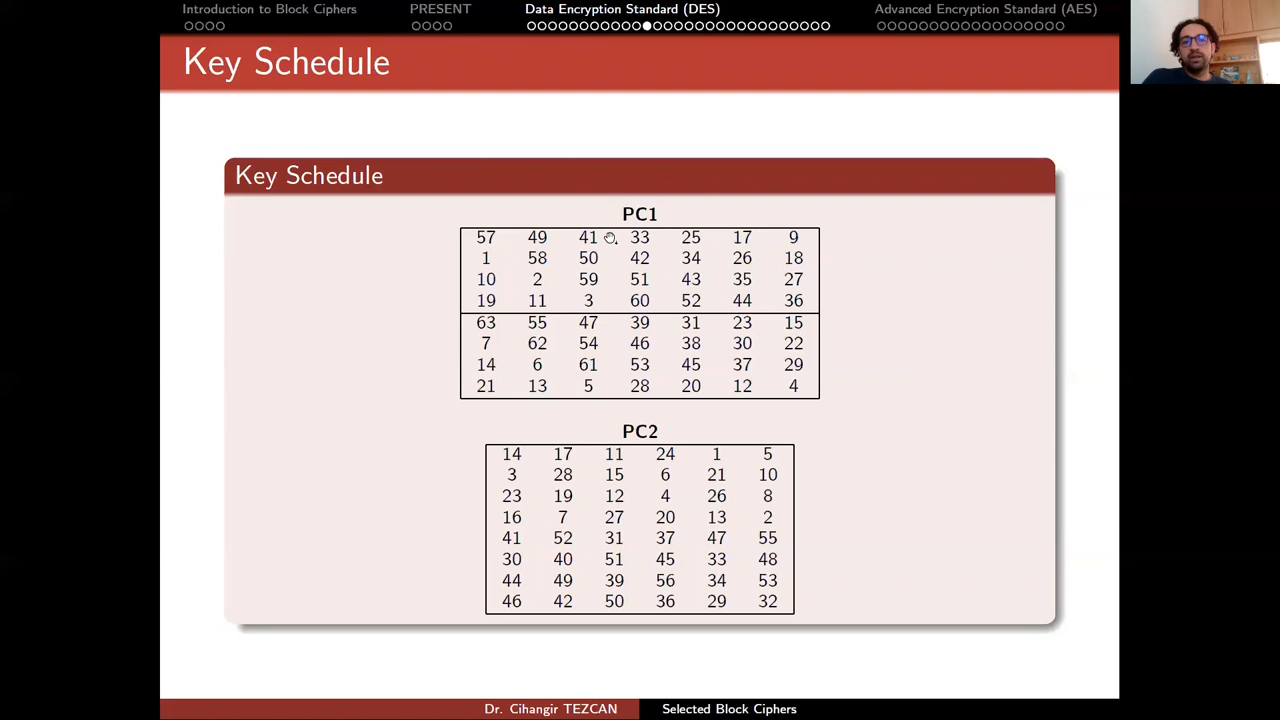 Introduction to Block Ciphers PRESENT Data Encryption Standard (DES) Advanced Encryption Standard (AES)
Key Schedule
Key Schedule
PC1
57 49 41 33 25 17 9
1 58 50 42 34 26 18
10 2 59 51 43 35 27
19 11 3 60 52 44 36
63 55 47 39 31 23 15
7 62 54 46 38 30 22
14 6 61 53 45 37 29
21 13 5 28 20 12 4
PC2
14 17 11 24 1 5
3 28 15 6 21 10
23 19 12 4 26 8
16 7 27 20 13 2
41 52 31 37 47 55
30 40 51 45 33 48
44 49 39 56 34 53
46 42 50 36 29 32
Dr. Cihangir TEZCAN Selected Block Ciphers